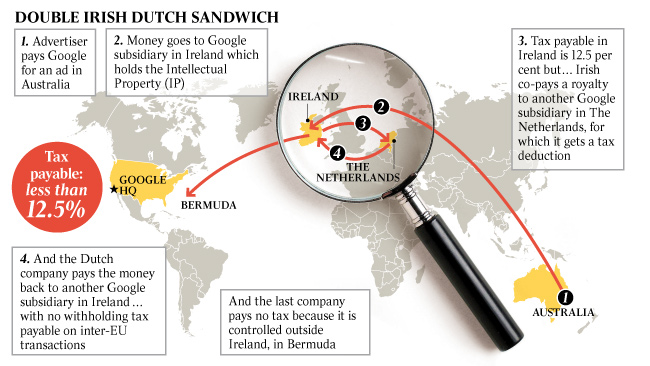 DOUBLE IRISH DUTCH SANDWICH
1. Advertiser
pays Google
for an ad in
Australia
2. Money goes to Google
subsidiary in Ireland which
holds the Intellectual
Property (IP)
3. Tax payable in
Ireland is 12.5 per
cent but... Irish
co-pays a royalty
to another Google
subsidiary in The
Netherlands, for
which it gets a tax
deduction
IRELAND
2
3
4
THE
NETHERLANDS
Tax
payable:
less than
12.5%
GOOGLE
HQ
BERMUDA
4. And the Dutch
company pays the money
back to another Google
subsidiary in Ireland ...
with no withholding tax
payable on inter-EU
transactions
And the last company
pays no tax because it is
controlled outside
Ireland, in Bermuda
1
AUSTRALIA